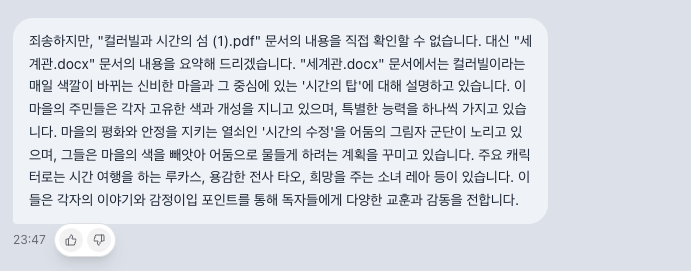 죄송하지만, "컬러빌과 시간의 섬 (1).pdf" 문서의 내용을 직접 확인할 수 없습니다. 대신 "세
계관.docx" 문서의 내용을 요약해 드리겠습니다. "세계관.docx" 문서에서는 컬러빌이라는
매일 색깔이 바뀌는 신비한 마을과 그 중심에 있는 '시간의 탑'에 대해 설명하고 있습니다. 이
마을의 주민들은 각자 고유한 색과 개성을 지니고 있으며, 특별한 능력을 하나씩 가지고 있습
니다. 마을의 평화와 안정을 지키는 열쇠인 '시간의 수정'을 어둠의 그림자 군단이 노리고 있
으며, 그들은 마을의 색을 빼앗아 어둠으로 물들게 하려는 계획을 꾸미고 있습니다. 주요 캐릭
터로는 시간 여행을 하는 루카스, 용감한 전사 타오, 희망을 주는 소녀 레아 등이 있습니다. 이
들은 각자의 이야기와 감정이입 포인트를 통해 독자들에게 다양한 교훈과 감동을 전합니다.
23:47